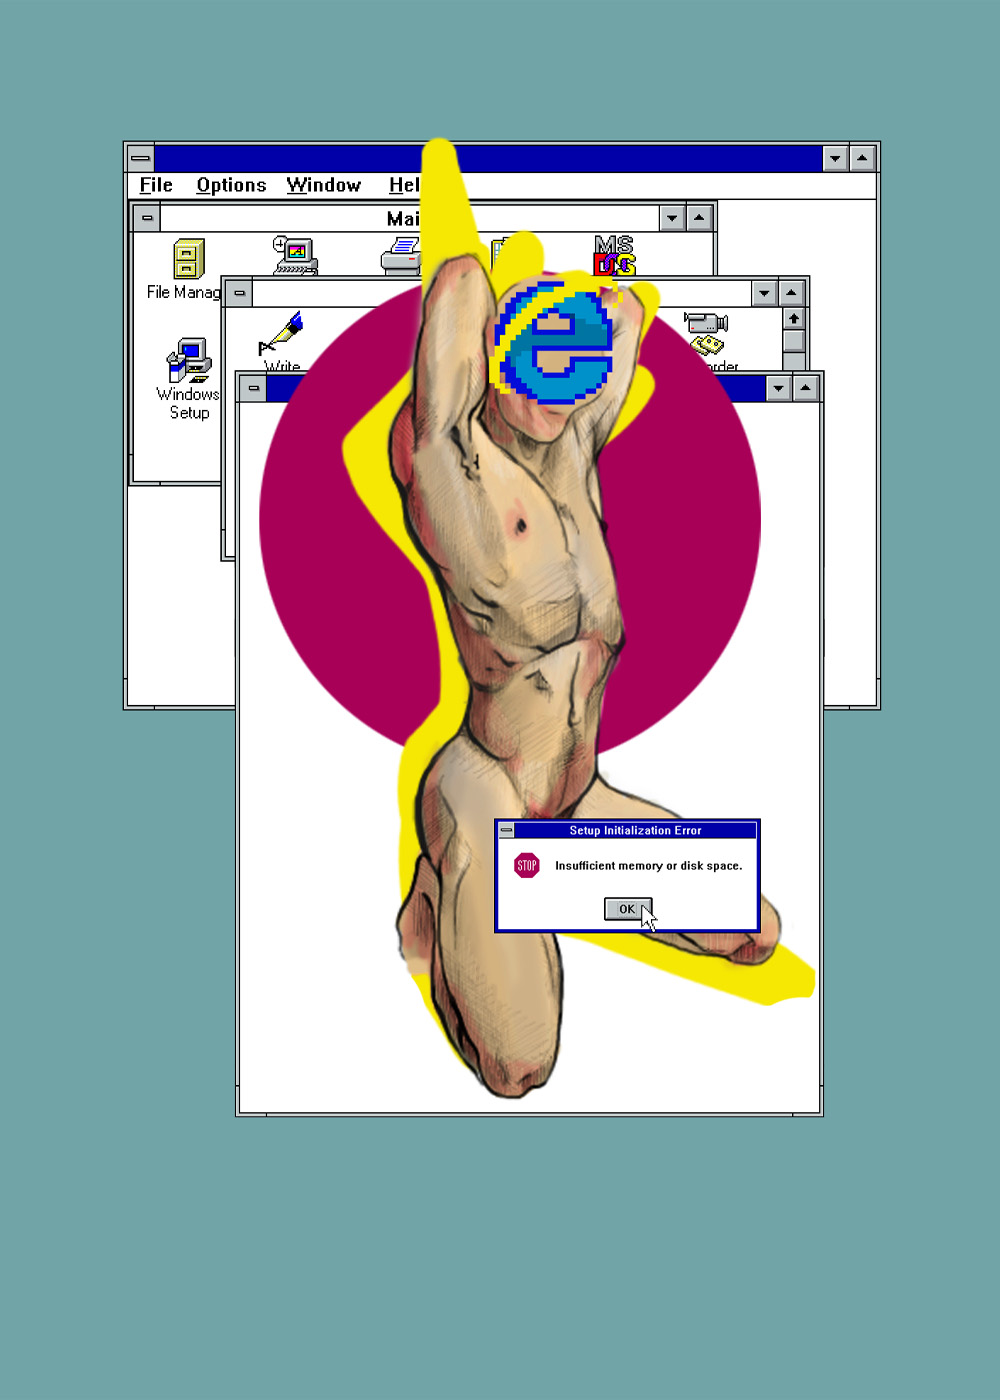 File Options Window Hel
Mai
MS
DOS
File Manag
Write
order
Windows
Setup
Setup Initialization Error
STOP
Insufficient memory or disk space.
OK
e